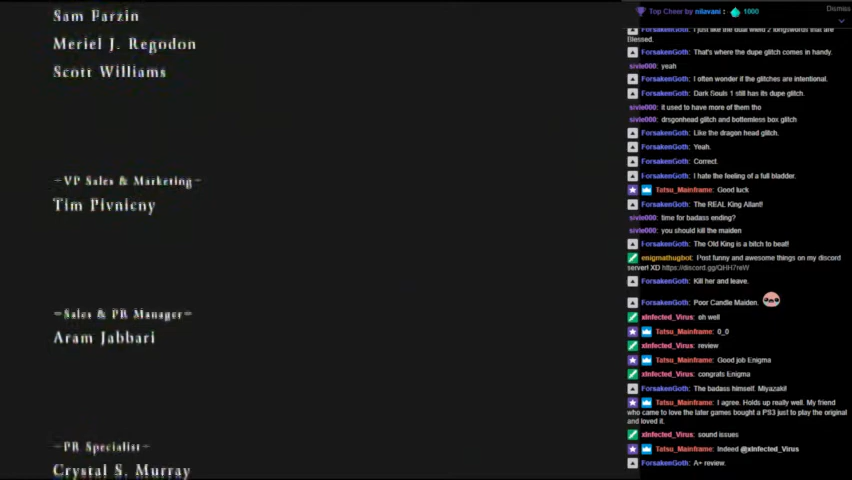 Sam Farzin
Meriel J. Regodon
Scott Williams
-VP Sales & Marketing-
Tim Pivnicny
-Sales & PR Manager-
Aram Jabbari
-PR Specialist-
Crystal S. Murray
Top Cheer by nilavani : 1000
Dismiss
ForsakenGoth: I just like the dual weild 2 longswords that are
Blessed.
ForsakenGoth: That's where the dupe glitch comes in handy.
sivle000: yeah
ForsakenGoth: I often wonder if the glitches are intentional.
ForsakenGoth: Dark Souls 1 still has its dupe glitch.
sivle000: it used to have more of them tho
sivle000: drsgonhead glitch and bottemless box glitch
ForsakenGoth: Like the dragon head glitch.
ForsakenGoth: Yeah.
ForsakenGoth: Correct.
ForsakenGoth: I hate the feeling of a full bladder.
Tatsu_Mainframe: Good luck
ForsakenGoth: The REAL King Allant!
sivle000: time for badass ending?
sivle000: you should kill the maiden
ForsakenGoth: The Old King is a bitch to beat!
enigmathugbot: Post funny and awesome things on my discord
server! XD https://discord.gg/QHH7reW
ForsakenGoth: Kill her and leave.
ForsakenGoth: Poor Candle Maiden.
xInfected_Virus: oh well
Tatsu_Mainframe: 0_0
xInfected_Virus: review
Tatsu_Mainframe: Good job Enigma
xInfected_Virus: congrats Enigma
ForsakenGoth: The badass himself. Miyazaki!
Tatsu_Mainframe: I agree. Holds up really well. My friend
who came to love the later games bought a PS3 just to play the original
and loved it.
xInfected_Virus: sound issues
Tatsu_Mainframe: Indeed @xInfected_Virus
ForsakenGoth: A+ review.